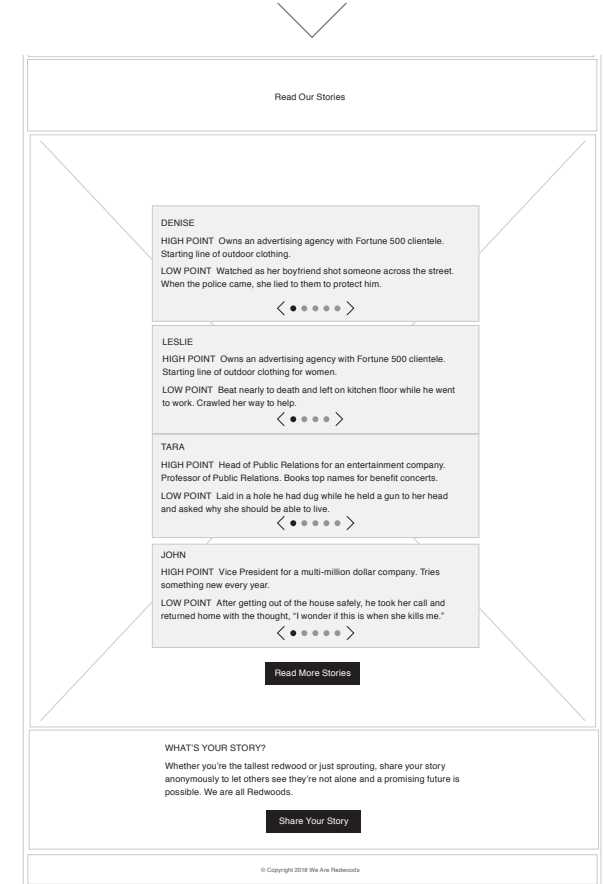 Read Our Stories
DENISE
HIGH POINT  Owns an advertising agency with Fortune 500 clientele.
Starting line of outdoor clothing.
LOW POINT  Watched as her boyfriend shot someone across the street.
When the police came, she lied to them to protect him.
LESLIE
HIGH POINT  Owns an advertising agency with Fortune 500 clientele.
Starting line of outdoor clothing for women.
LOW POINT  Beat nearly to death and left on kitchen floor while he went
to work. Crawled her way to help.
TARA
HIGH POINT  Head of Public Relations for an entertainment company.
Professor of Public Relations. Books top names for benefit concerts.
LOW POINT  Laid in a hole he had dug while he held a gun to her head
and asked why she should be able to live.
JOHN
HIGH POINT  Vice President for a multi-million dollar company. Tries
something new every year.
LOW POINT  After getting out of the house safely, he took her call and
returned home with the thought, “I wonder if this is when she kills me.”
Read More Stories
WHAT’S YOUR STORY?
Whether you’re the tallest redwood or just sprouting, share your story
anonymously to let others see they’re not alone and a promising future is
possible. We are all Redwoods.
Share Your Story
© Copyright 2018 We Are Redwoods